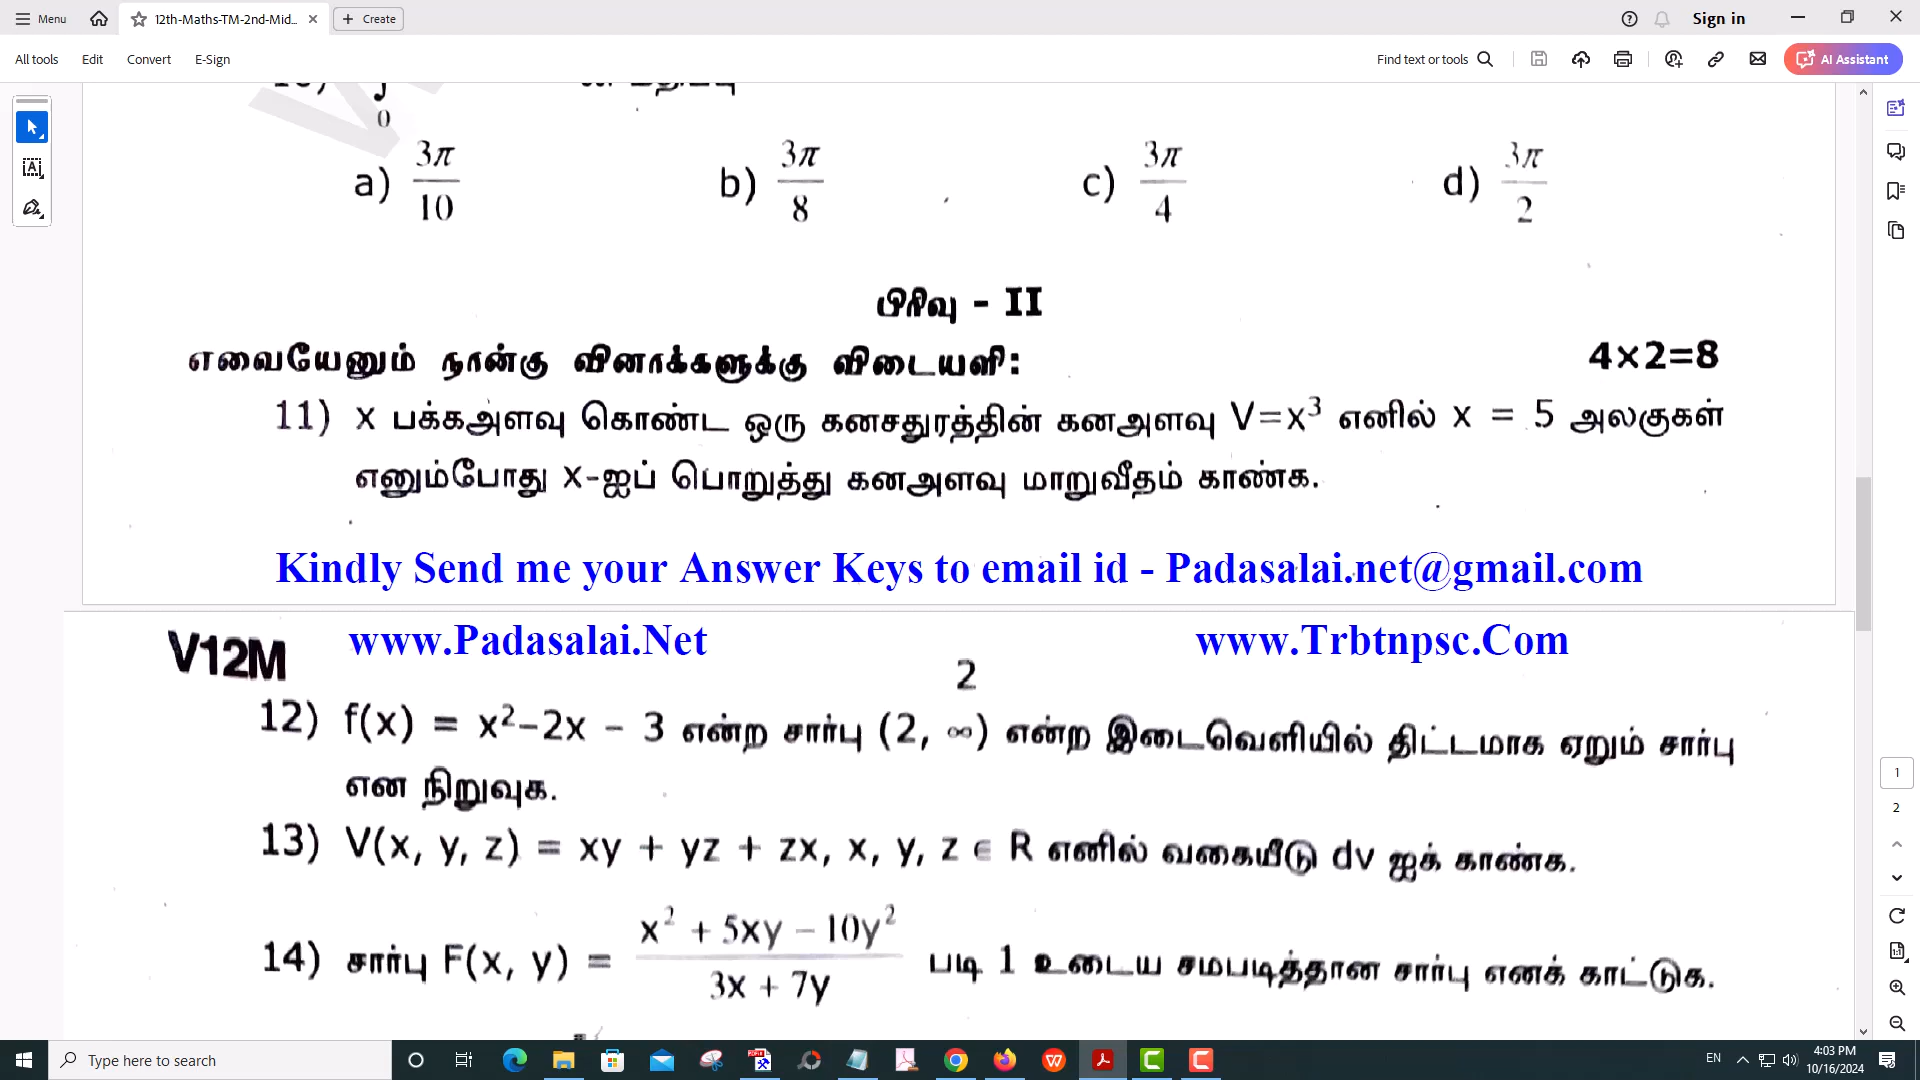 Menu
12th-Maths-TM-2nd-Mid...
Create
Sign in
All tools Edit Convert E-Sign
Find text or tools
AI Assistant
0
a) 3π/10 b) 3π/8 c) 3π/4 d) 3π/2
பிரிவு - II
எவையேனும் நான்கு வினாக்களுக்கு விடையளி: 4×2=8
11) x பக்கஅளவு கொண்ட ஒரு கனசதுரத்தின் கனஅளவு V=x³ எனில் x = 5 அலகுகள்
எனும்போது x-ஐப் பொறுத்து கனஅளவு மாறுவீதம் காண்க.
Kindly Send me your Answer Keys to email id - Padasalai.net@gmail.com
V12M www.Padasalai.Net www.Trbtnpsc.Com
2
12) f(x) = x²-2x - 3 என்ற சார்பு (2, ∞) என்ற இடைவெளியில் திட்டமாக ஏறும் சார்பு
என நிறுவுக.
13) V(x, y, z) = xy + yz + zx, x, y, z ∈ R எனில் வகையீடு dv ஐக் காண்க.
14) சார்பு F(x, y) = (x² + 5xy - 10y²)/(3x + 7y) படி 1 உடைய சமபடித்தான சார்பு எனக் காட்டுக.
1
2
Type here to search
EN
4:03 PM
10/16/2024